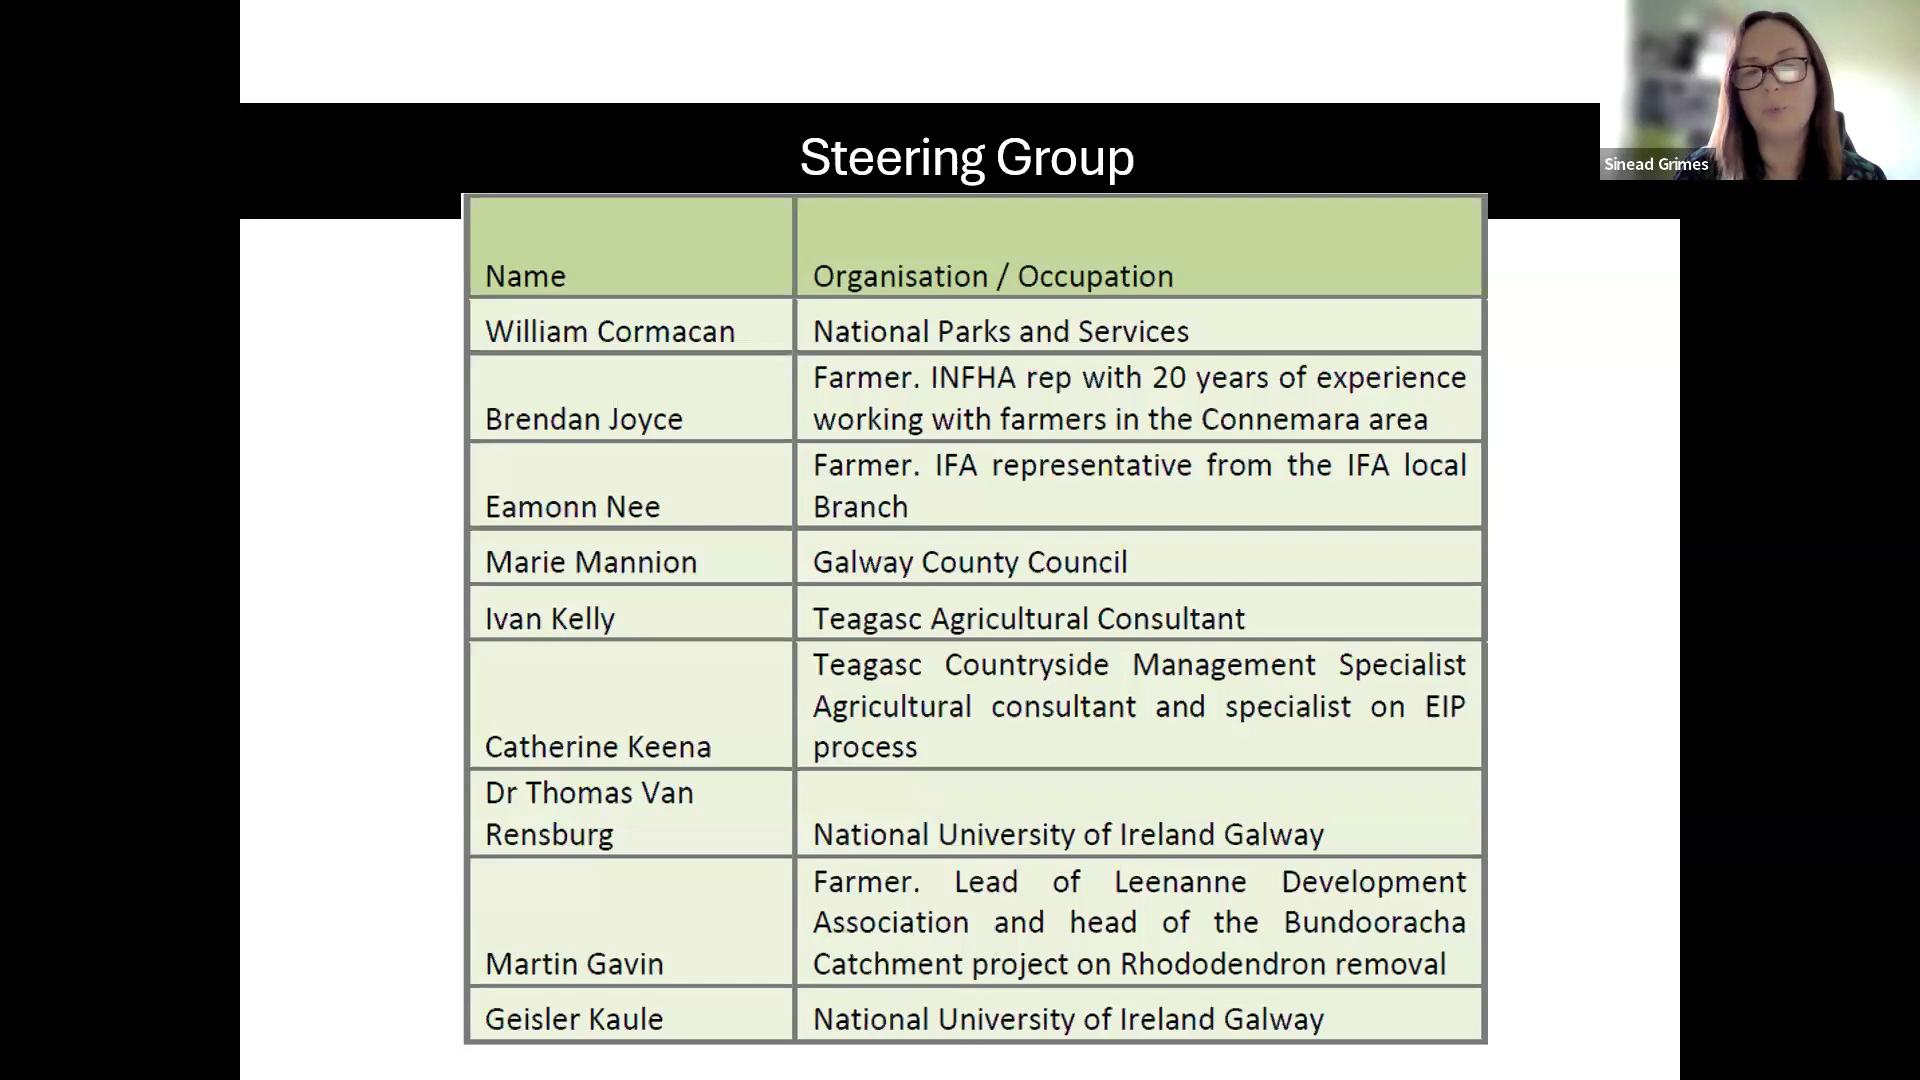 Steering Group
Sinead Grimes
Name
Organisation / Occupation
William Cormacan
National Parks and Services
Brendan Joyce
Farmer. INFHA rep with 20 years of experience
working with farmers in the Connemara area
Eamonn Nee
Farmer. IFA representative from the IFA local
Branch
Marie Mannion
Galway County Council
Ivan Kelly
Teagasc Agricultural Consultant
Catherine Keena
Teagasc Countryside Management Specialist
Agricultural consultant and specialist on EIP
process
Dr Thomas Van
Rensburg
National University of Ireland Galway
Martin Gavin
Farmer. Lead of Leenanne Development
Association and head of the Bundooracha
Catchment project on Rhododendron removal
Geisler Kaule
National University of Ireland Galway